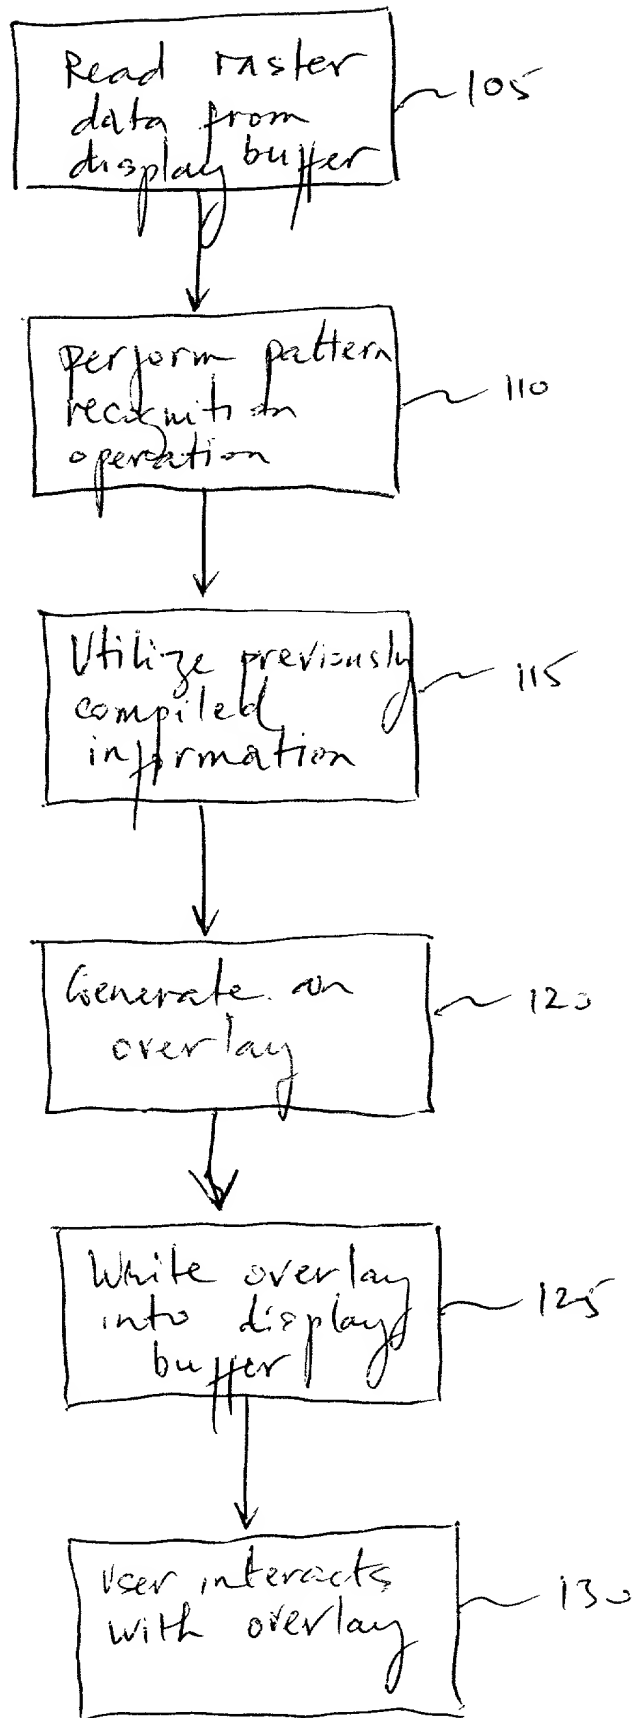 Read raster
data from
display buffer
105
perform pattern
recognition
operation
110
Utilize previously
compiled
information
115
Generate an
overlay
120
Write overlay
into display
buffer
125
User interacts
with overlay
130